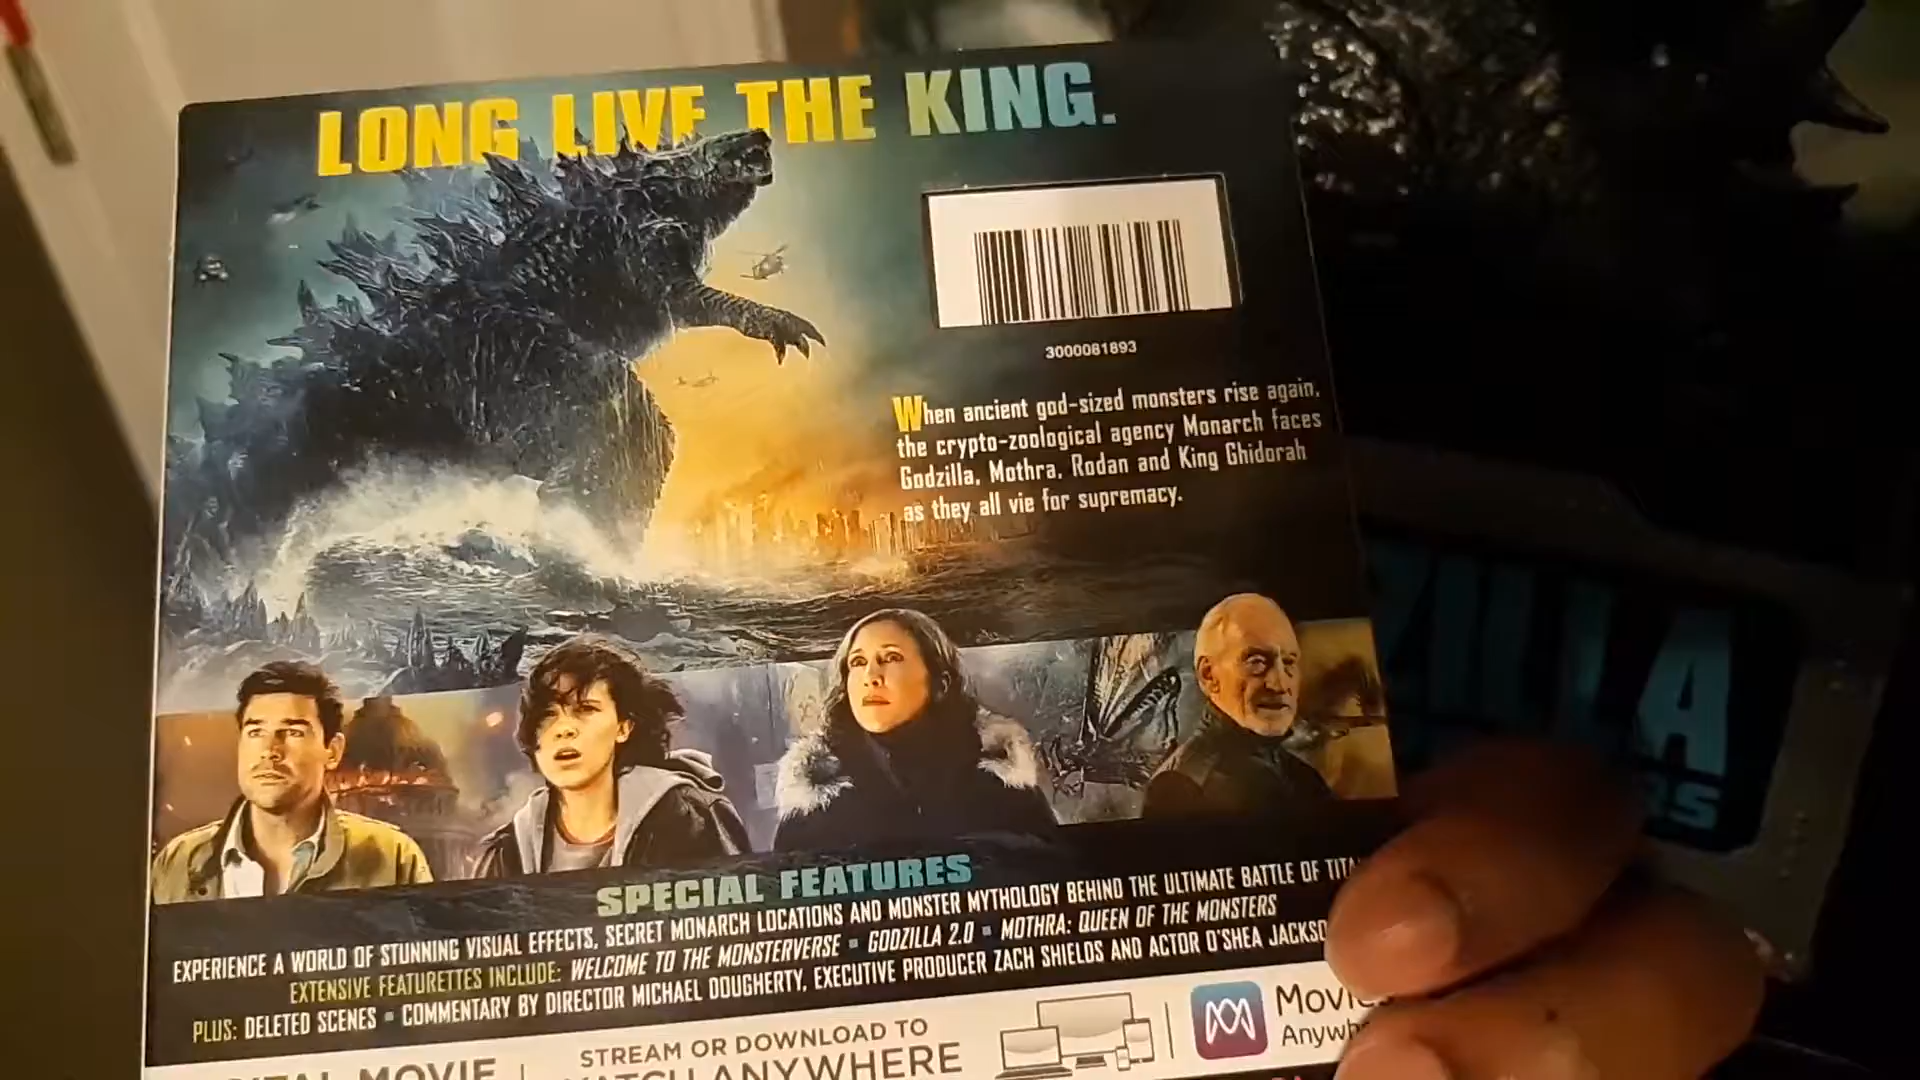 LONG LIVE THE KING.
3000081893
When ancient god-sized monsters rise again,
the crypto-zoological agency Monarch faces
Godzilla, Mothra, Rodan and King Ghidorah
as they all vie for supremacy.
SPECIAL FEATURES
EXPERIENCE A WORLD OF STUNNING VISUAL EFFECTS, SECRET MONARCH LOCATIONS AND MONSTER MYTHOLOGY BEHIND THE ULTIMATE BATTLE OF
EXTENSIVE FEATURETTES INCLUDE: WELCOME TO THE MONSTERVERSE ▪ GODZILLA 2.0 ▪ MOTHRA: QUEEN OF THE MONSTERS
PLUS: DELETED SCENES ▪ COMMENTARY BY DIRECTOR MICHAEL DOUGHERTY, EXECUTIVE PRODUCER ZACH SHIELDS AND ACTOR O'SHEA
MOVIE
STREAM OR DOWNLOAD TO
ANYWHERE
Movies